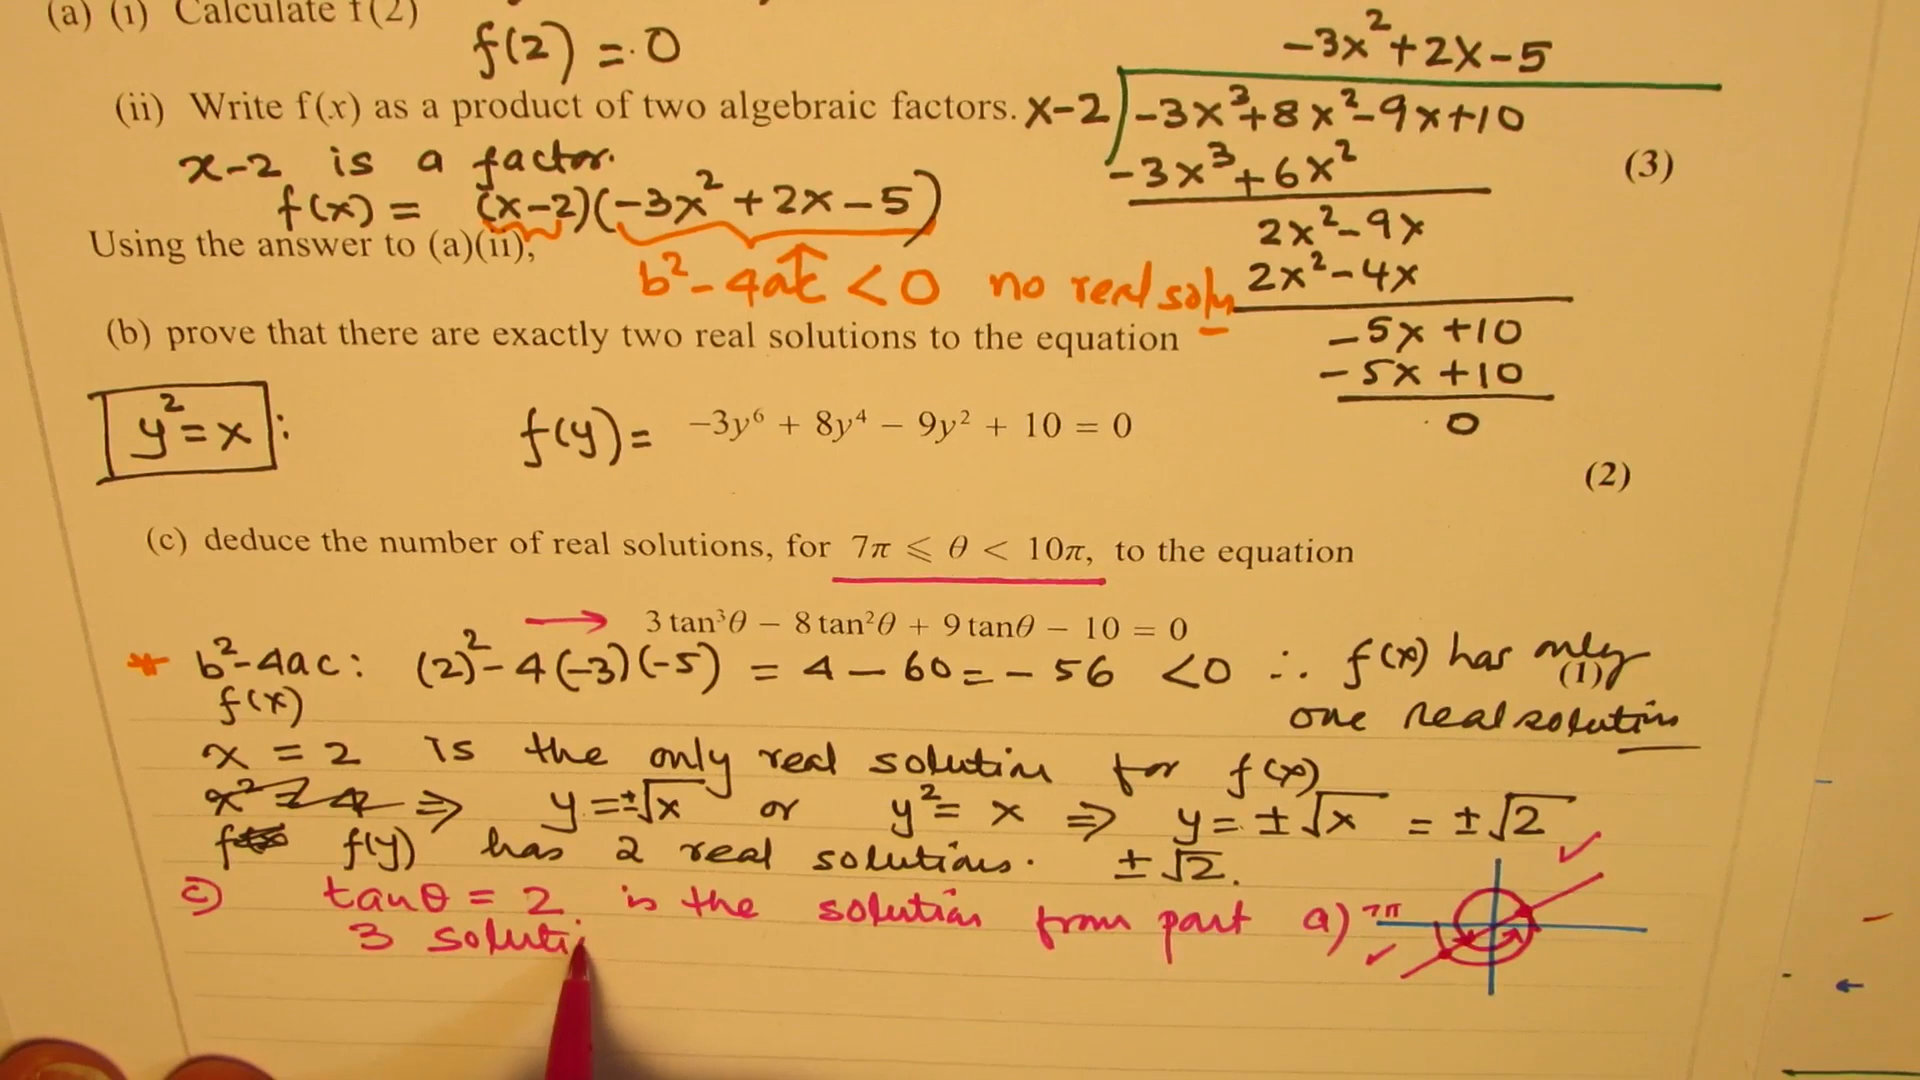 (a) (i) Calculate f(2)
f(2) = 0
(ii) Write f(x) as a product of two algebraic factors.
x-2 is a factor.
f(x) = (x-2)(-3x²+2x-5)
(3)
-3x²+2x-5
x-2) -3x³+8x²-9x+10
-3x³+6x²
2x²-9x
2x²-4x
-5x+10
-5x+10
0
Using the answer to (a)(ii),
b²-4ac < 0 no real soln
(b) prove that there are exactly two real solutions to the equation
y²=x :
f(y) = −3y⁶ + 8y⁴ − 9y² + 10 = 0
(2)
(c) deduce the number of real solutions, for 7π ⩽ θ < 10π, to the equation
→ 3 tan³θ − 8 tan²θ + 9 tanθ − 10 = 0
(1)
* b²-4ac: (2)²-4(-3)(-5) = 4-60 = -56 <0 ∴ f(x) has only
f(x) one real solution
x = 2 is the only real solution for f(x)
⇒ y=±√x or y²= x ⇒ y=±√x = ±√2
f(y) has 2 real solutions. ±√2.
c) tanθ = 2 is the solution from part a)
7π
3 soluti